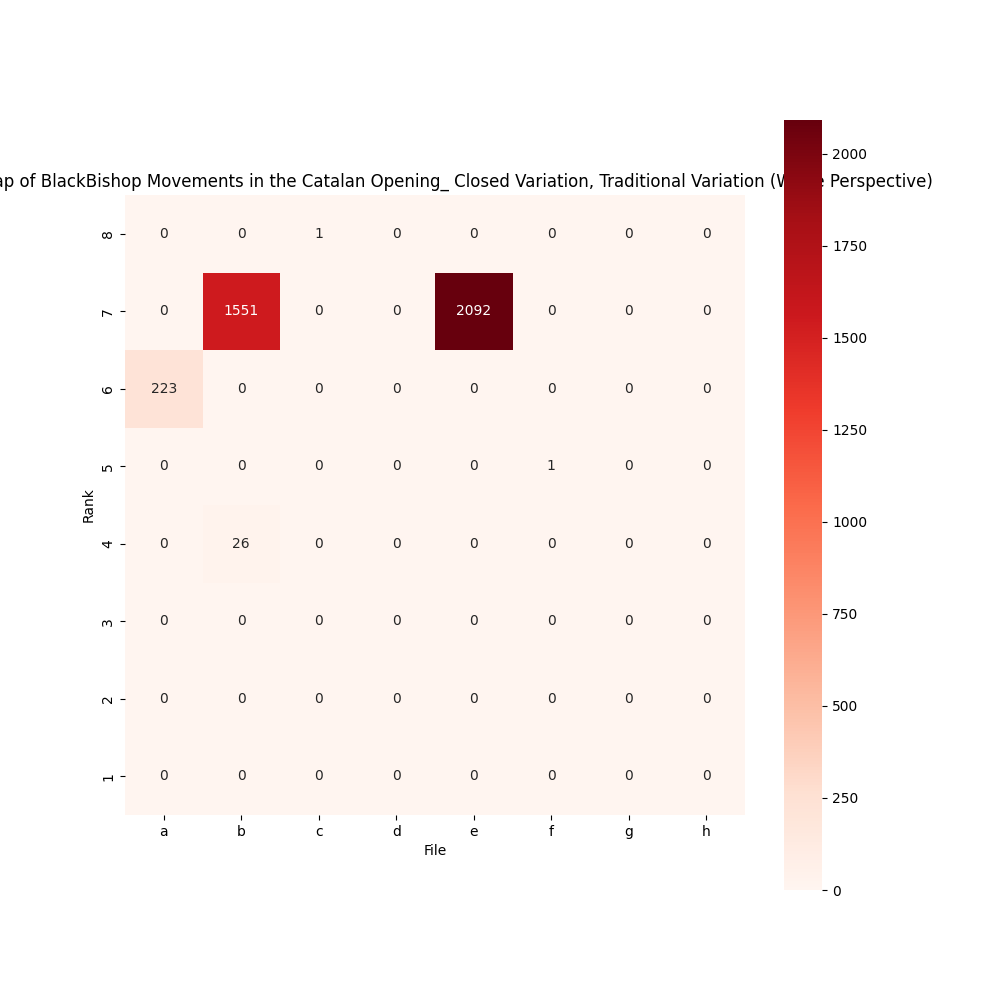 of BlackBishop Movements in the Catalan Opening_ Closed Variation, Traditional Variation ( Perspective)
8 0 0 1 0 0 0 0 0
7 0 1551 0 0 2092 0 0 0
6 223 0 0 0 0 0 0 0
5 0 0 0 0 0 1 0 0
4 0 26 0 0 0 0 0 0
3 0 0 0 0 0 0 0 0
2 0 0 0 0 0 0 0 0
1 0 0 0 0 0 0 0 0
a b c d e f g h
File
Rank
2000
1750
1500
1250
1000
750
500
250
0